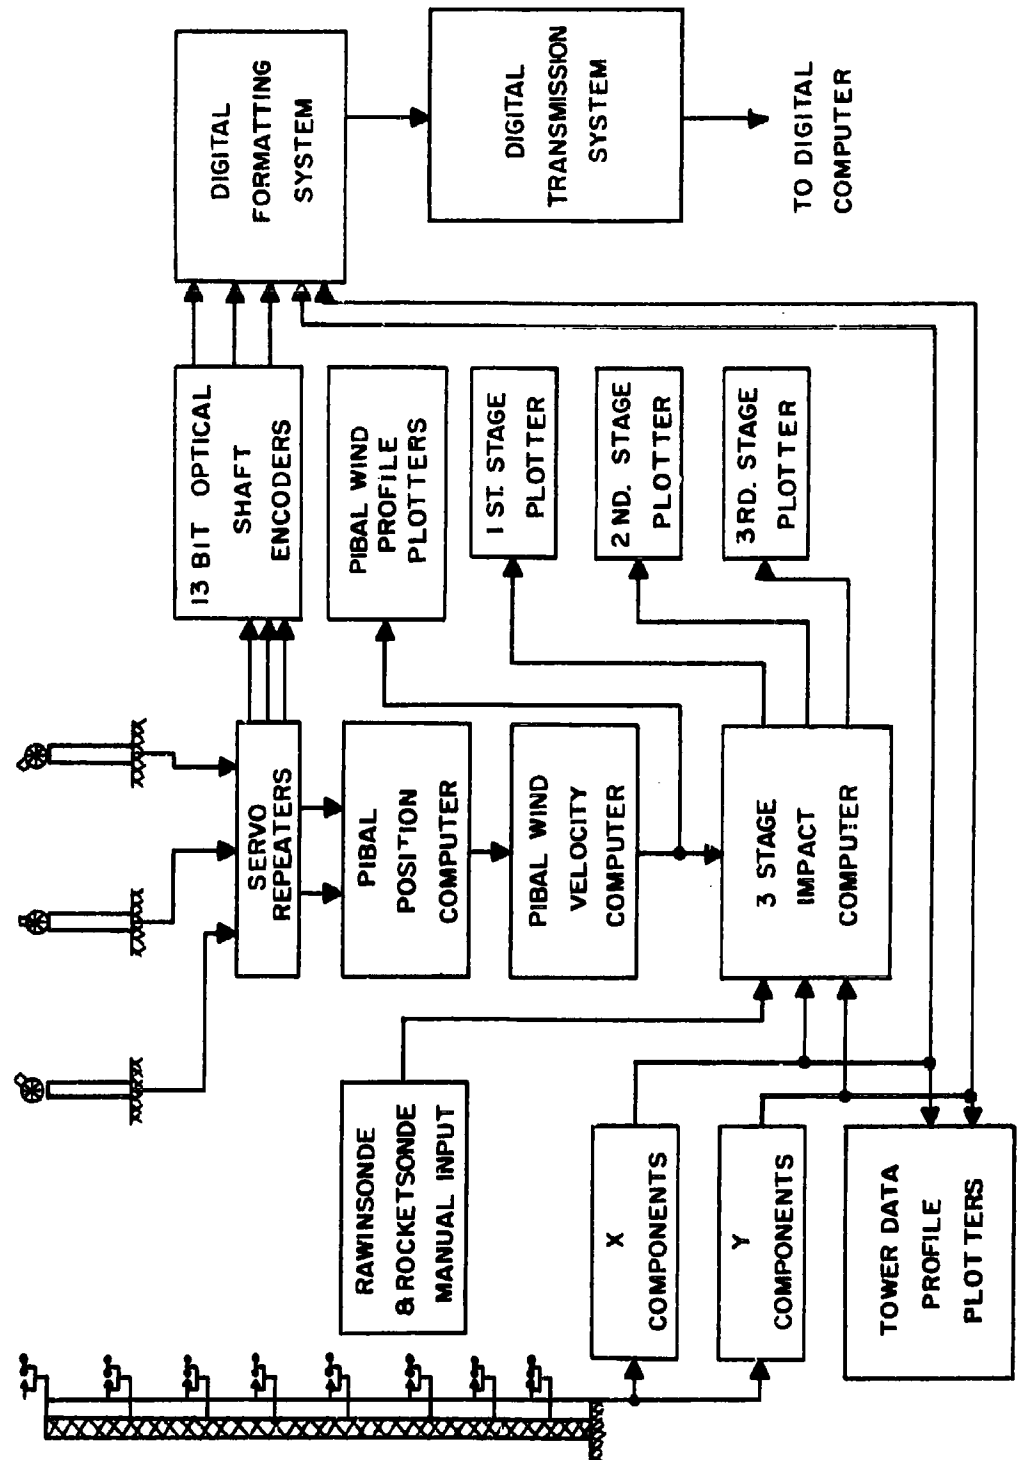 RAWINSONDE
& ROCKETSONDE
MANUAL INPUT
X
COMPONENTS
Y
COMPONENTS
TOWER DATA
PROFILE
PLOTTERS
SERVO
REPEATERS
PIBAL
POSITION
COMPUTER
PIBAL WIND
VELOCITY
COMPUTER
3 STAGE
IMPACT
COMPUTER
13 BIT OPTICAL
SHAFT
ENCODERS
PIBAL WIND
PROFILE
PLOTTERS
1 ST. STAGE
PLOTTER
2 ND. STAGE
PLOTTER
3RD. STAGE
PLOTTER
DIGITAL
FORMATTING
SYSTEM
DIGITAL
TRANSMISSION
SYSTEM
TO DIGITAL
COMPUTER